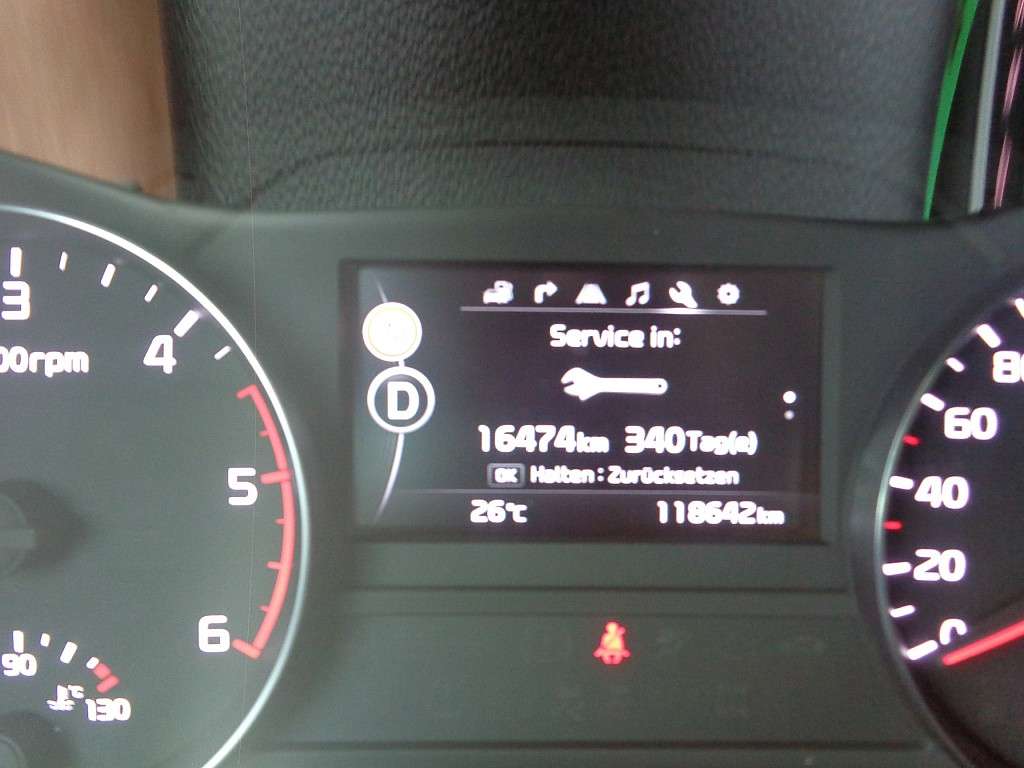 3
4
00rpm
5
6
90
130
Service in:
D
16474km 340Tag(e)
OK Halten : Zurücksetzen
26°C 118642km
60
40
20
0